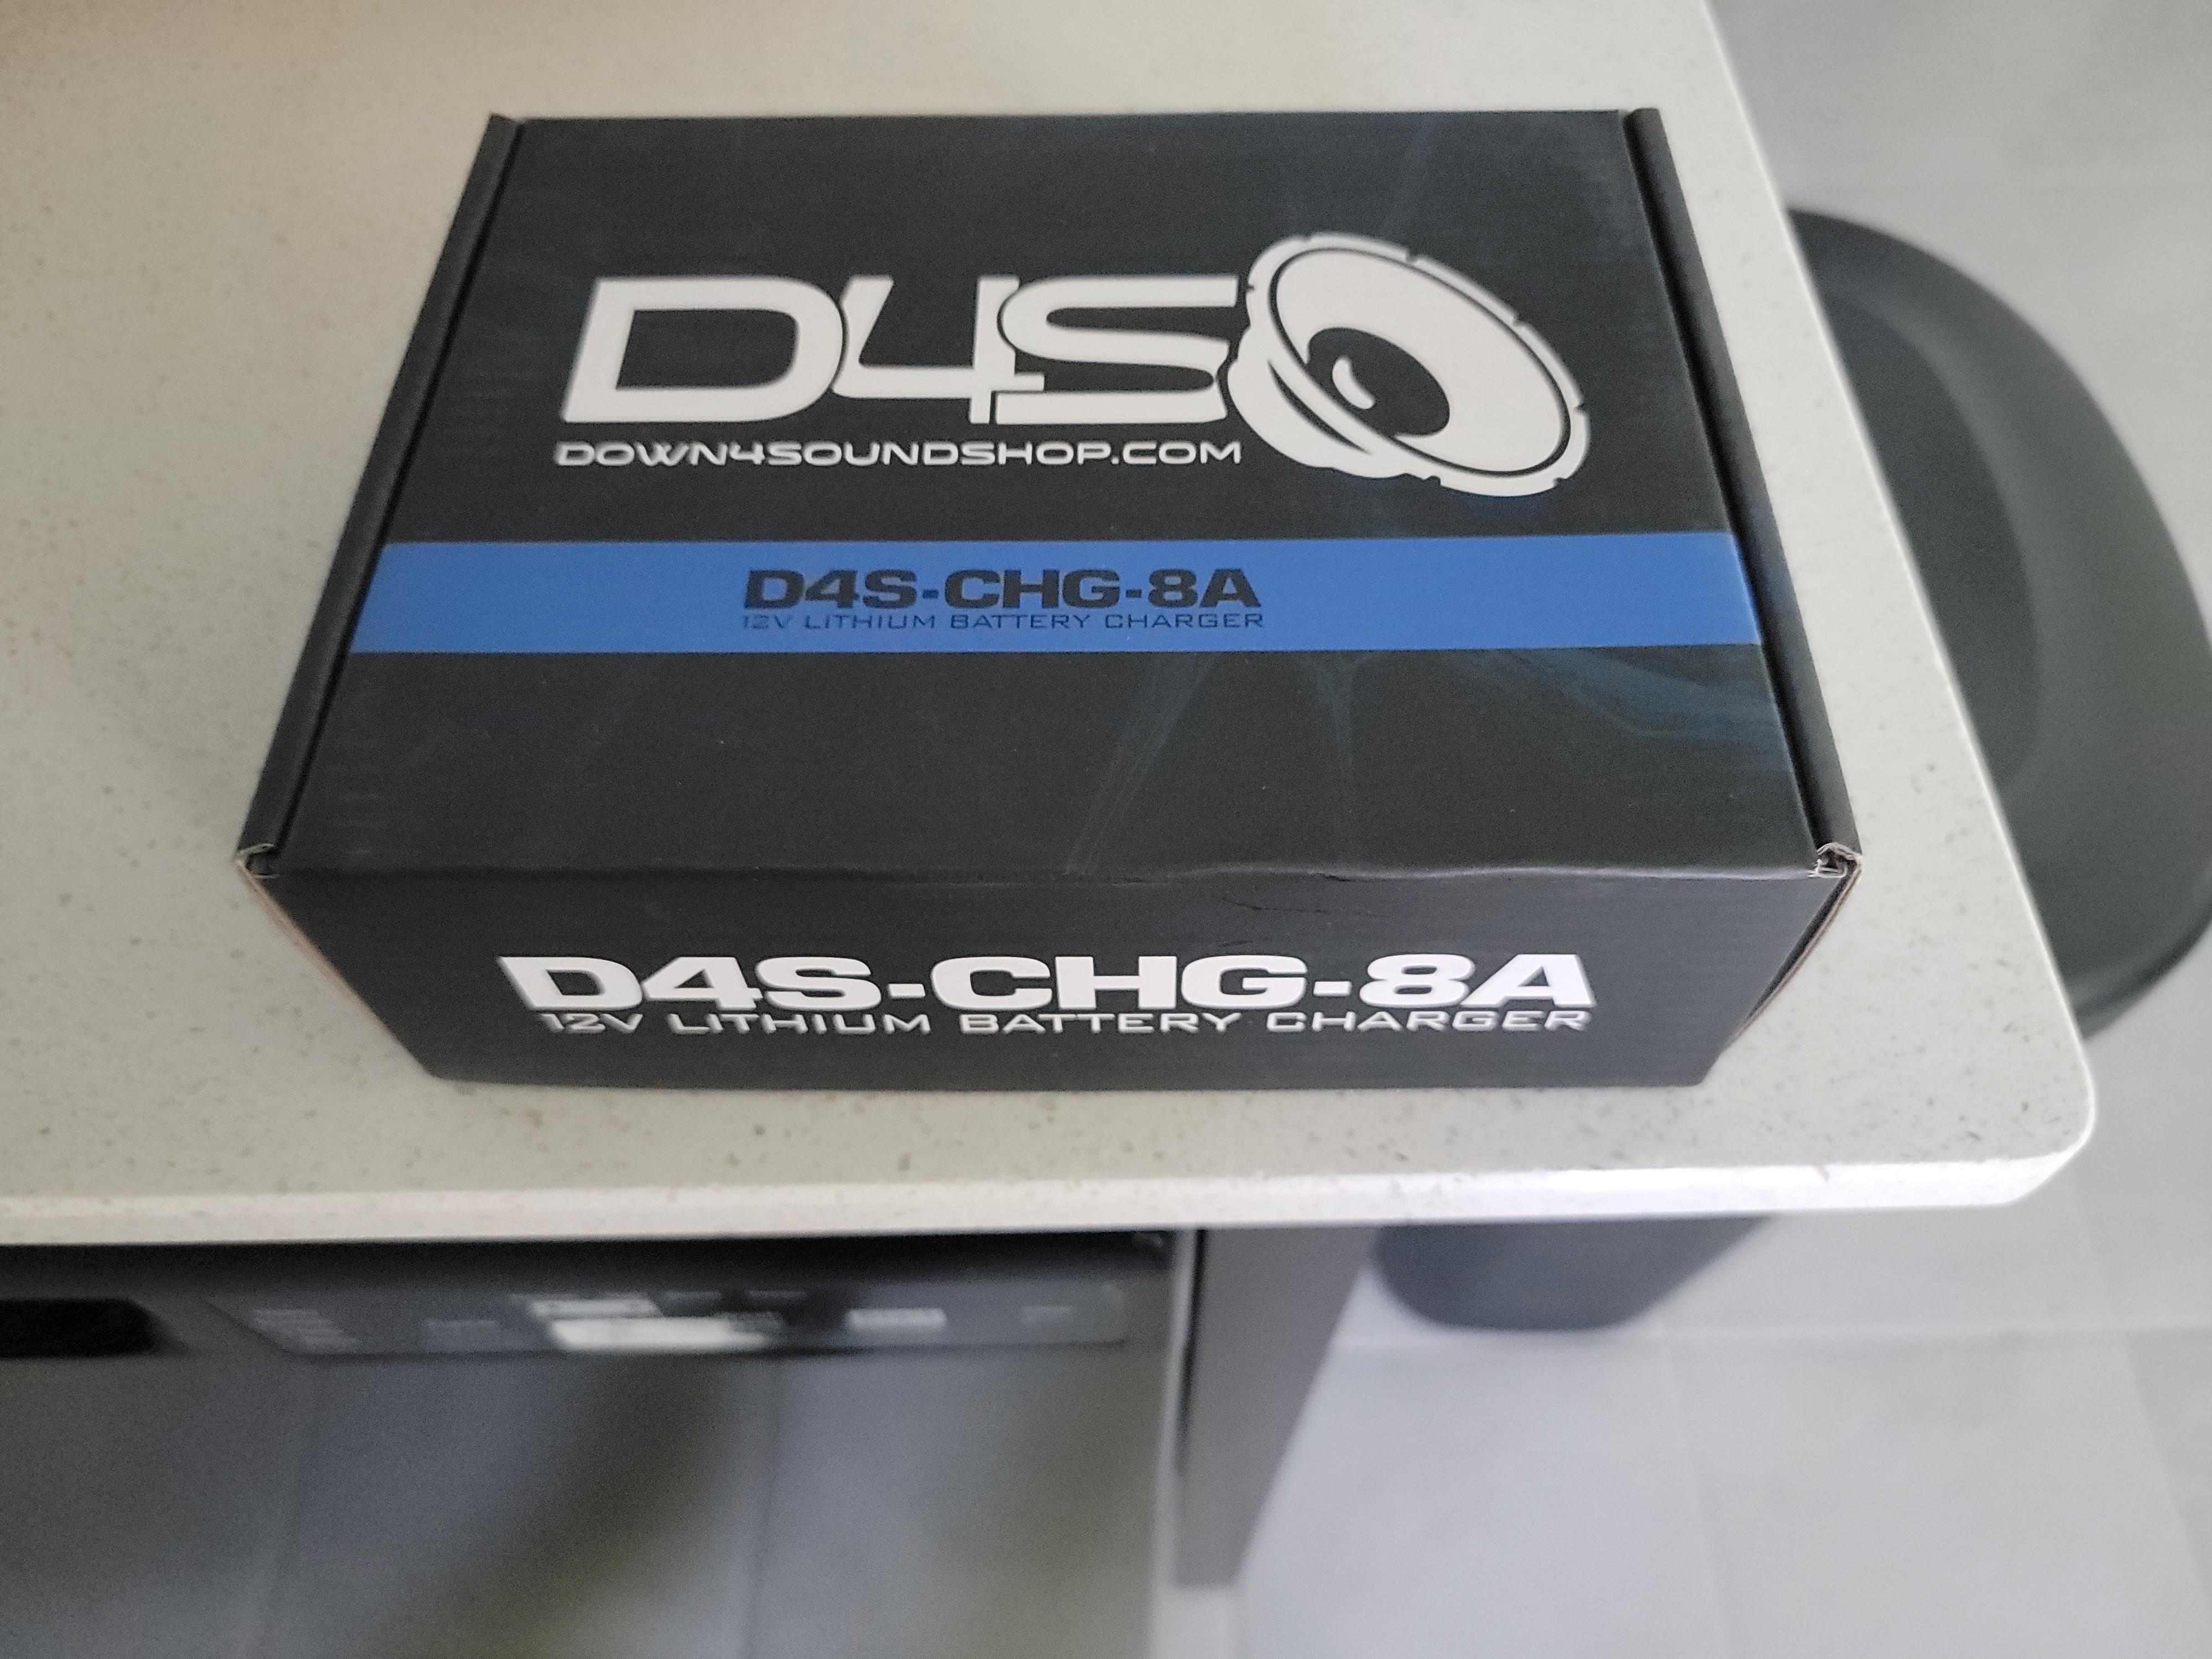 D4S
DOWN4SOUNDSHOP.COM
D4S-CHG-8A
12V LITHIUM BATTERY CHARGER
D4S-CHG-8A
12V LITHIUM BATTERY CHARGER